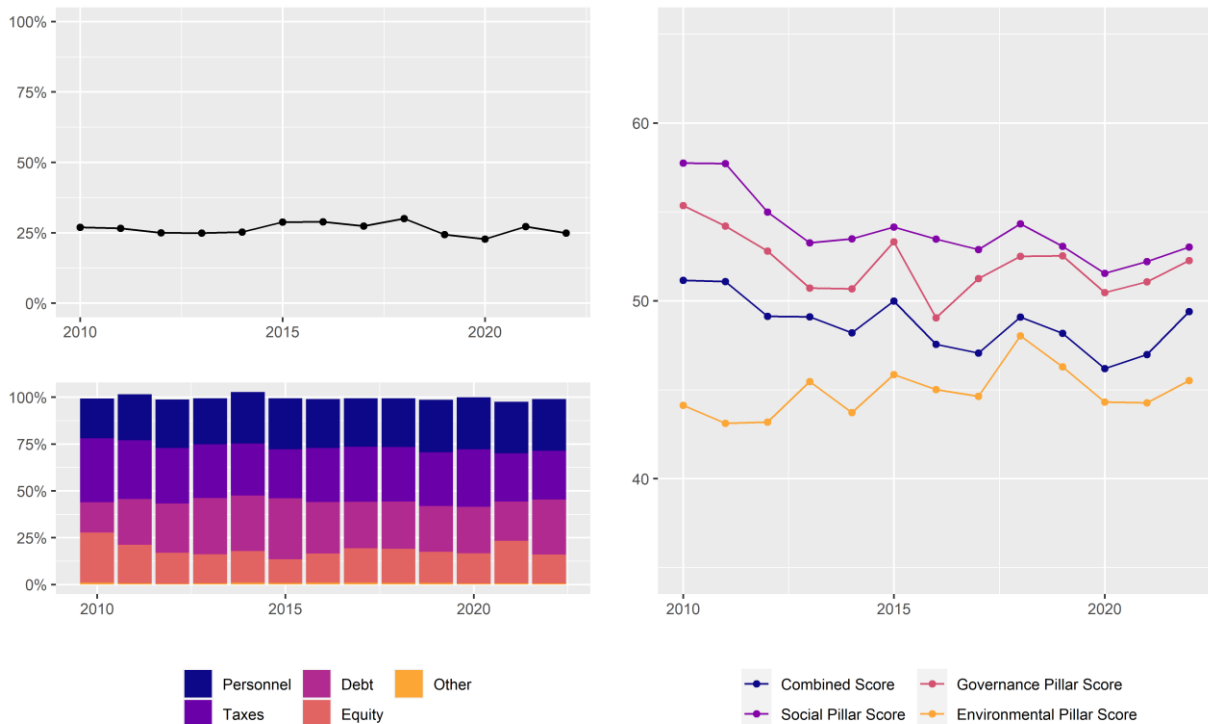 100%
75%
50%
25%
0%
2010 2015 2020
100%
75%
50%
25%
0%
2010 2015 2020
Personnel Debt Other
Taxes Equity
60
50
40
2010 2015 2020
Combined Score Governance Pillar Score
Social Pillar Score Environmental Pillar Score